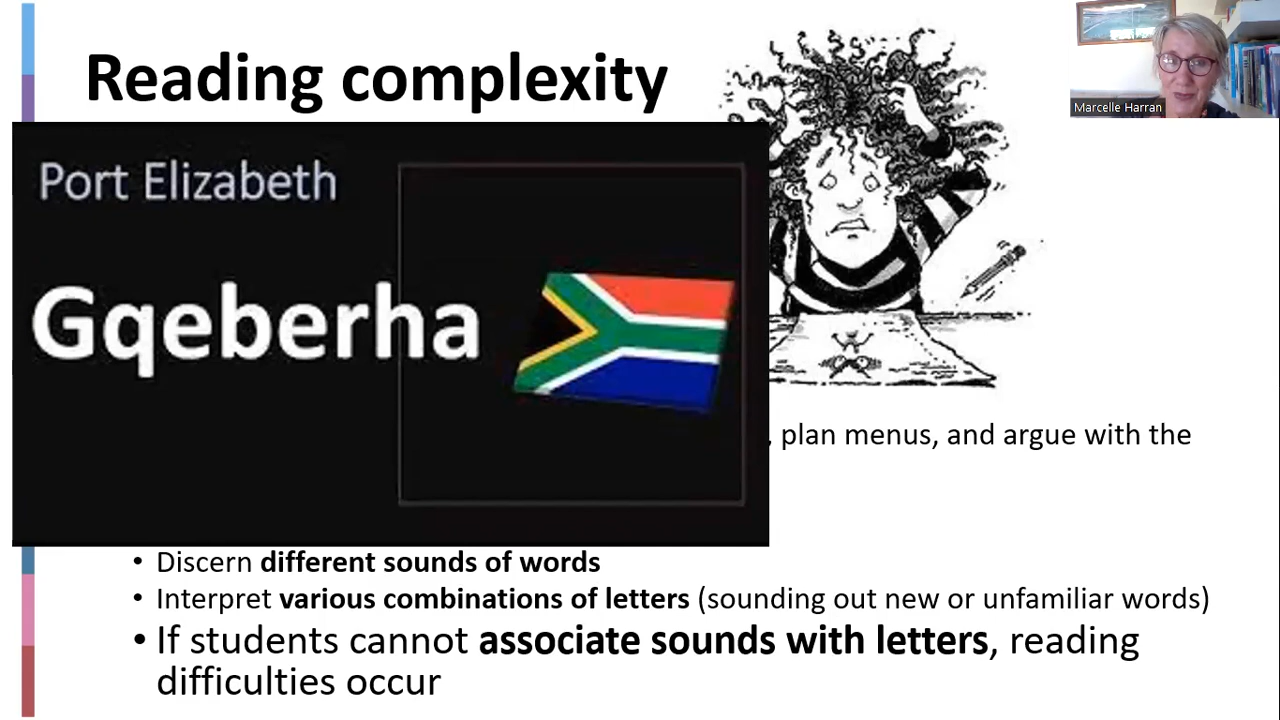 Reading complexity
Marcelle Harran
Port Elizabeth
Gqeberha
, plan menus, and argue with the
• Discern different sounds of words
• Interpret various combinations of letters (sounding out new or unfamiliar words)
• If students cannot associate sounds with letters, reading
difficulties occur